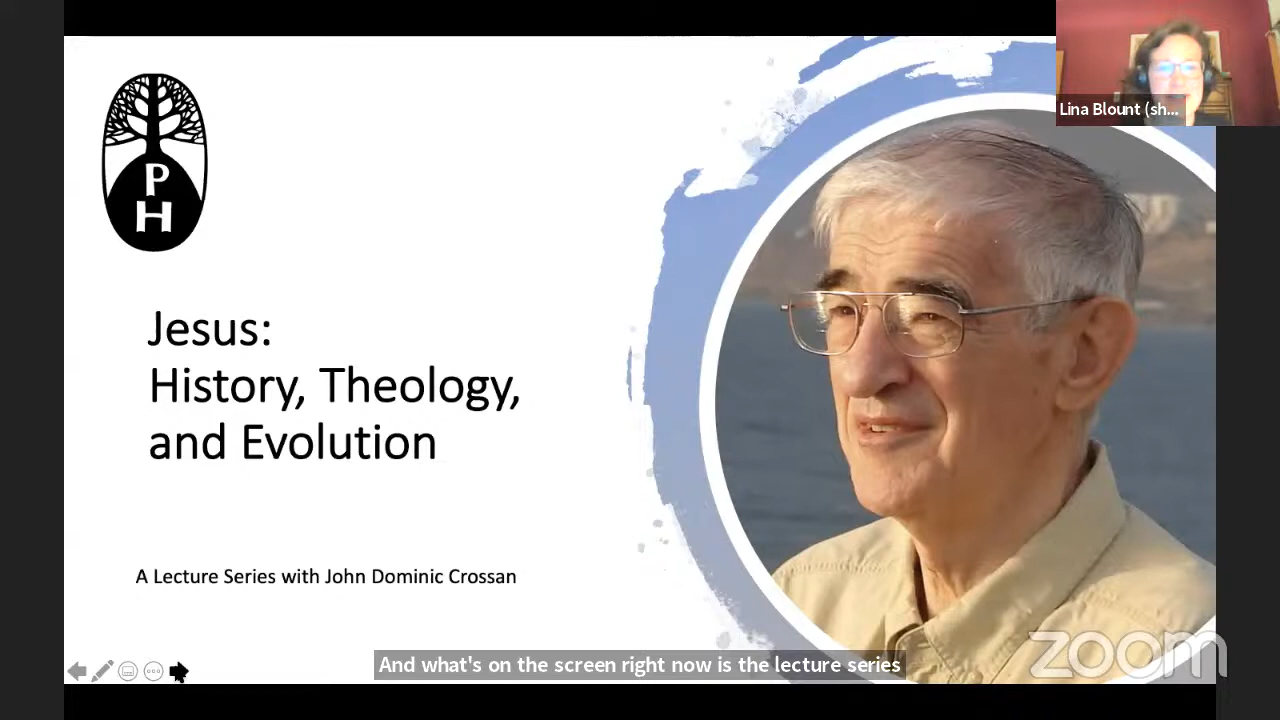 Lina Blount (sh...
P
H
Jesus:
History, Theology,
and Evolution
A Lecture Series with John Dominic Crossan
And what's on the screen right now is the lecture series
zoom